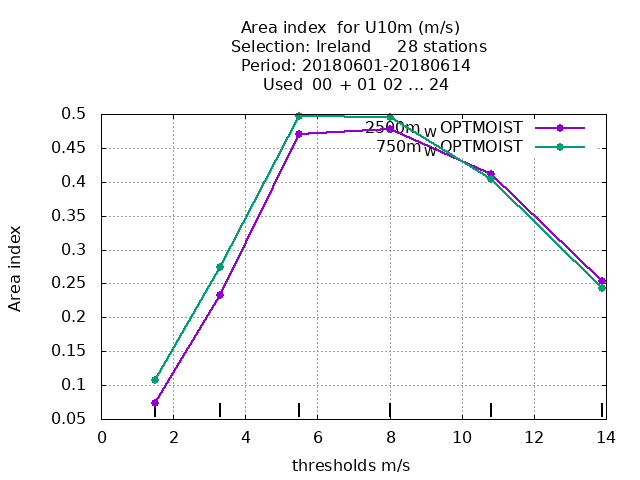 Area index for U10m (m/s)
Selection: Ireland 28 stations
Period: 20180601-20180614
Used 00 + 01 02 ... 24
0.5
0.45
0.4
0.35
0.3
0.25
0.2
0.15
0.1
0.05
Area index
2500m w OPTMOIST
750m w OPTMOIST
0 2 4 6 8 10 12 14
thresholds m/s